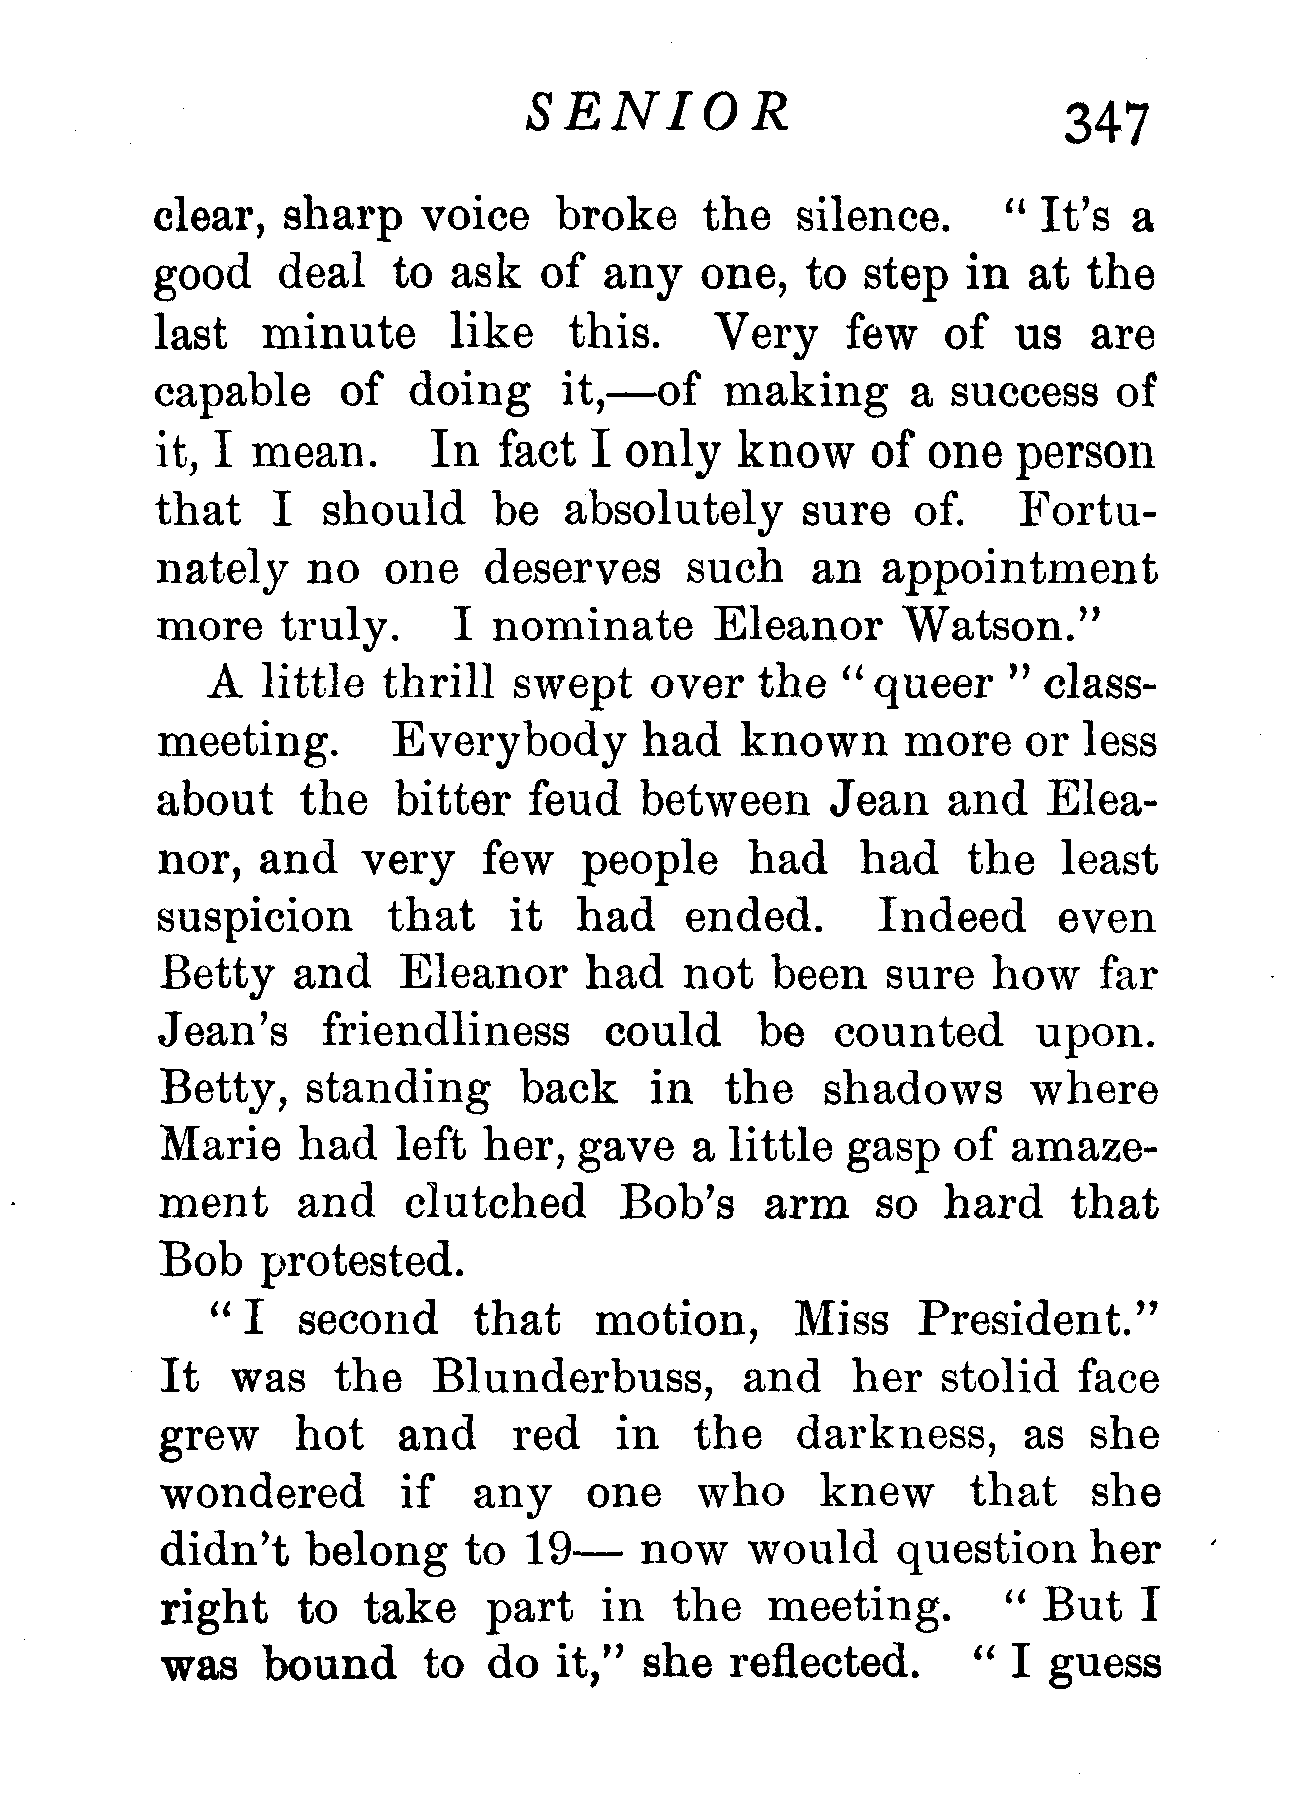 SENIOR 347
clear, sharp voice broke the silence. " It's a
good deal to ask of any one, to step in at the
last minute like this. Very few of us are
capable of doing it,—of making a success of
it, I mean. In fact I only know of one person
that I should be absolutely sure of. Fortu-
nately no one deserves such an appointment
more truly. I nominate Eleanor Watson."
A little thrill swept over the " queer " class-
meeting. Everybody had known more or less
about the bitter feud between Jean and Elea-
nor, and very few people had had the least
suspicion that it had ended. Indeed even
Betty and Eleanor had not been sure how far
Jean's friendliness could be counted upon.
Betty, standing back in the shadows where
Marie had left her, gave a little gasp of amaze-
ment and clutched Bob's arm so hard that
Bob protested.
" I second that motion, Miss President."
It was the Blunderbuss, and her stolid face
grew hot and red in the darkness, as she
wondered if any one who knew that she
didn't belong to 19— now would question her
right to take part in the meeting. " But I
was bound to do it," she reflected. " I guess